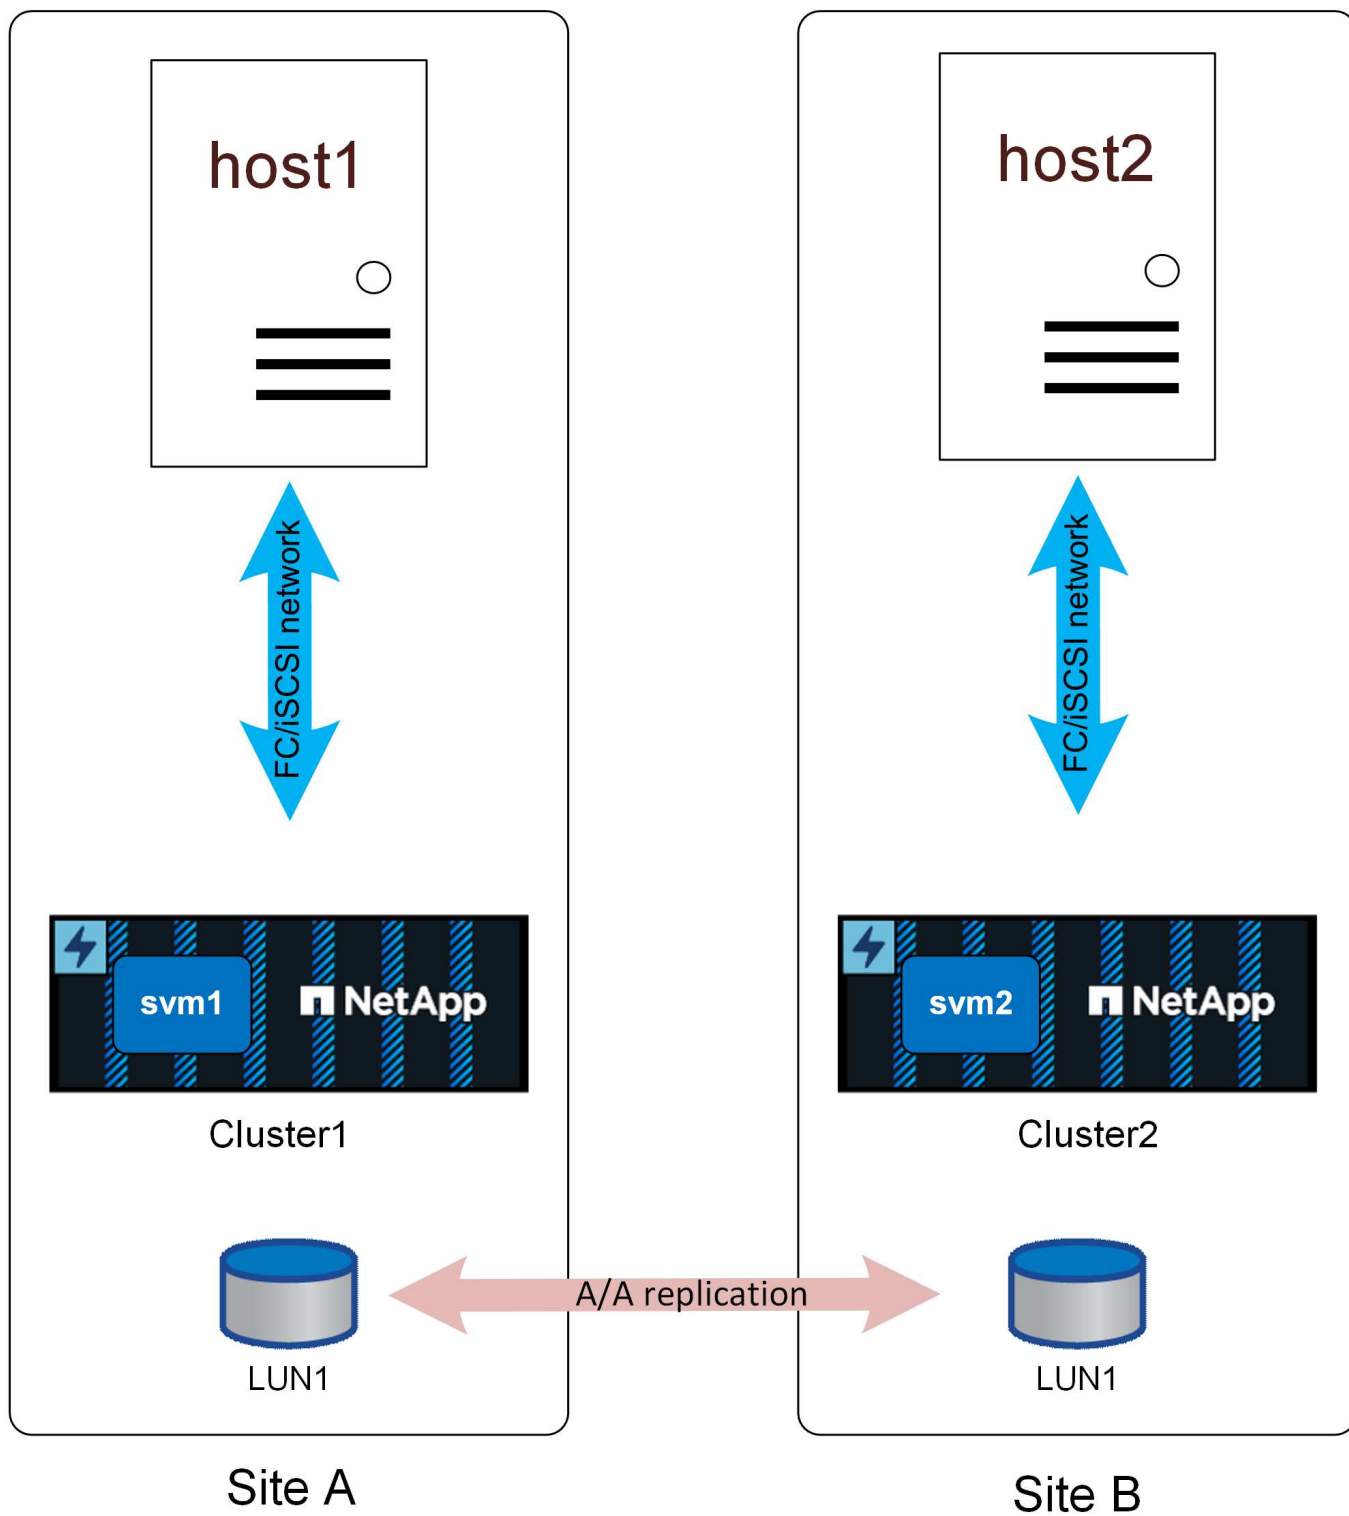 host1
FC/iSCSI network
svm1
NetApp
Cluster1
LUN1
Site A
host2
FC/iSCSI network
svm2
NetApp
Cluster2
LUN1
Site B
A/A replication